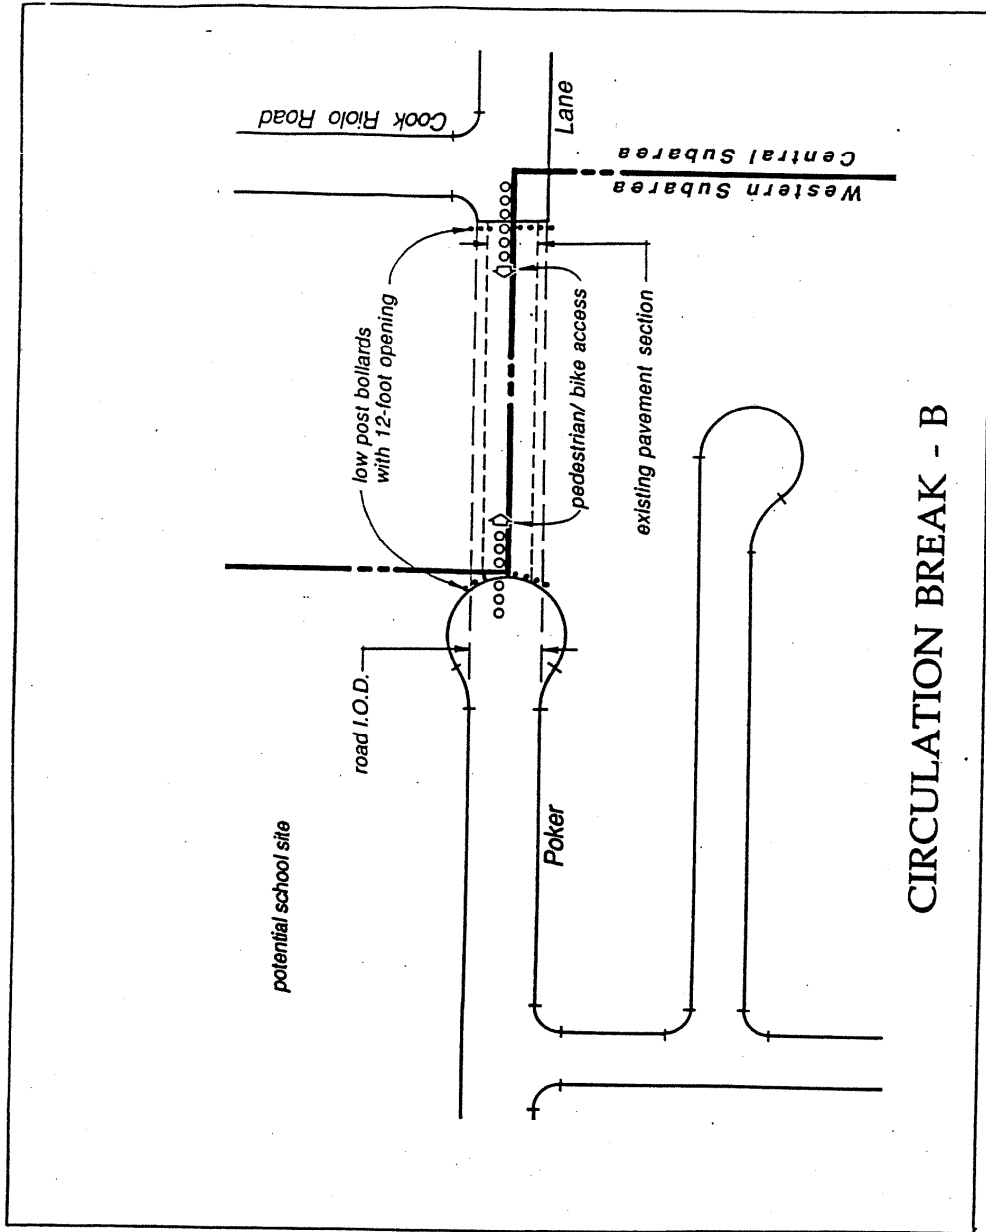 Cook Riolo Road
Lane
Central Subarea
Western Subarea
low post bollards
with 12-foot opening
pedestrian/ bike access
existing pavement section
road I.O.D.
Poker
potential school site
CIRCULATION BREAK - B